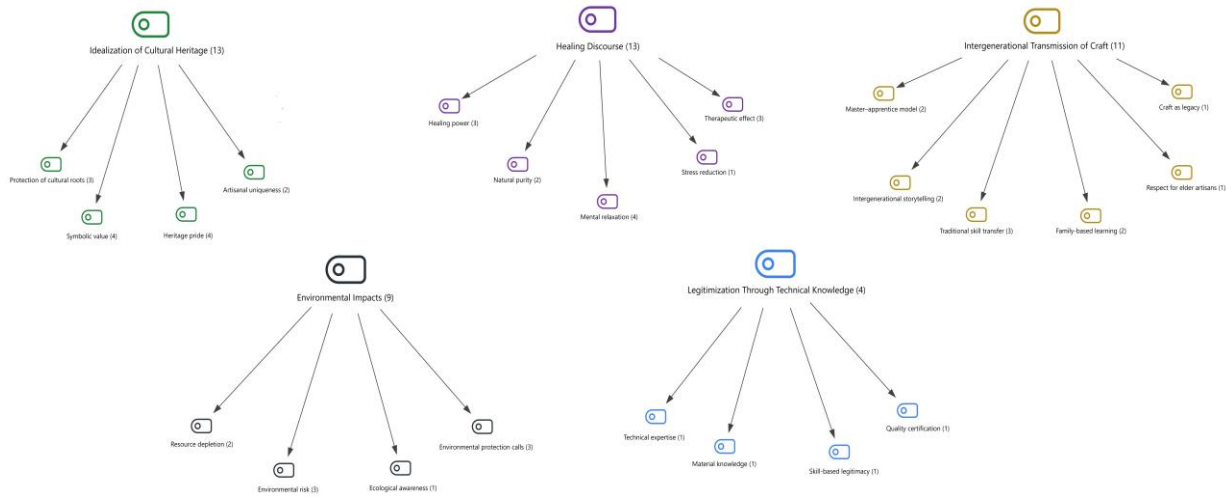 Idealization of Cultural Heritage (13)
Protection of cultural roots (3)
Symbolic value (4)
Heritage pride (4)
Artisanal uniqueness (2)
Healing Discourse (13)
Healing power (3)
Natural purity (2)
Mental relaxation (4)
Stress reduction (1)
Therapeutic effect (3)
Intergenerational Transmission of Craft (11)
Master–apprentice model (2)
Intergenerational storytelling (2)
Traditional skill transfer (3)
Family-based learning (2)
Respect for elder artisans (1)
Craft as legacy (1)
Environmental Impacts (9)
Resource depletion (2)
Environmental risk (3)
Ecological awareness (1)
Environmental protection calls (3)
Legitimization Through Technical Knowledge (4)
Technical expertise (1)
Material knowledge (1)
Skill-based legitimacy (1)
Quality certification (1)